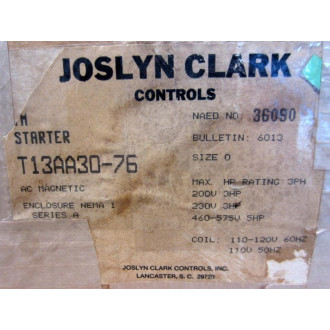 JOSLYN CLARK
CONTROLS
.M
STARTER
T13AA30-76
AC MAGNETIC
ENCLOSURE NEMA 1
SERIES A
NAED NO. 36090
BULLETIN: 6013
SIZE 0
MAX. HP RATING 3PH
200V 3HP
230V 3HP
460-575V 5HP
COIL: 110-120V 60HZ
110V 50HZ
JOSLYN CLARK CONTROLS, INC.
LANCASTER, S. C. 29721